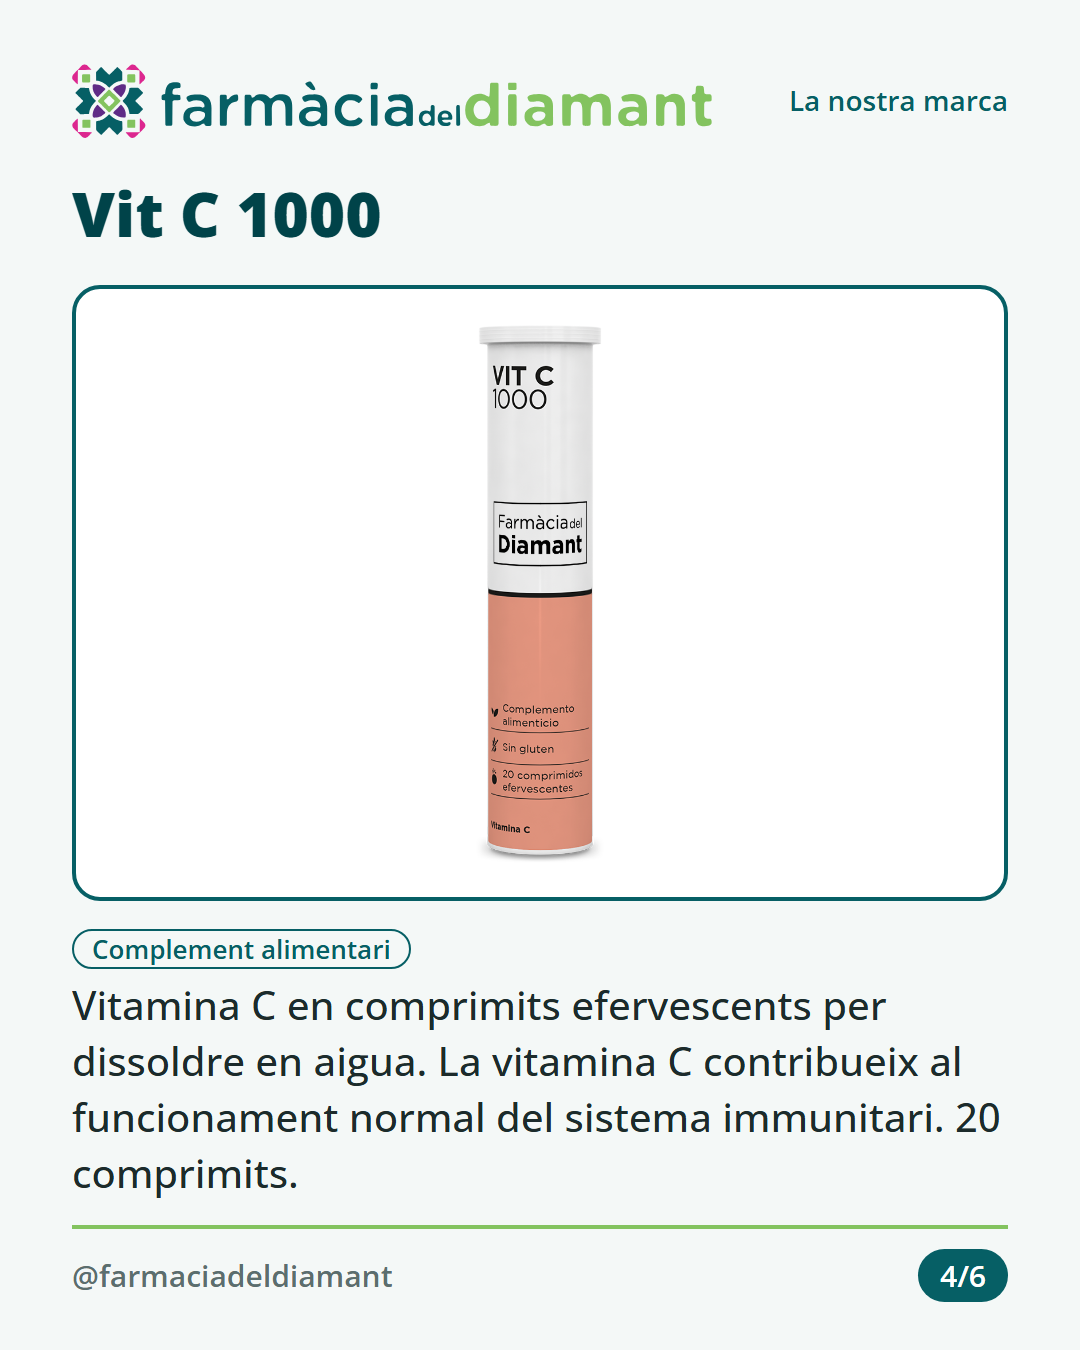 farmàciadeldiamant
La nostra marca
Vit C 1000
VIT C
1000
Farmàcia del
Diamant
Complemento
alimenticio
Sin gluten
20 comprimidos
efervescentes
Vitamina C
Complement alimentari
Vitamina C en comprimits efervescents per
dissoldre en aigua. La vitamina C contribueix al
funcionament normal del sistema immunitari. 20
comprimits.
@farmaciadeldiamant
4/6